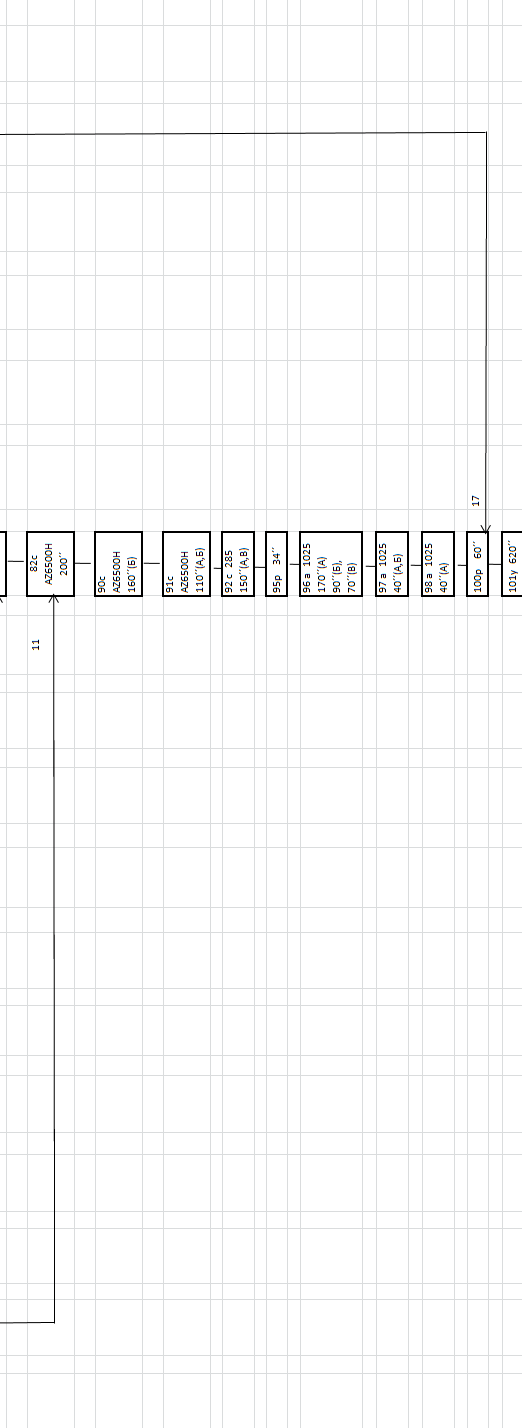 17
82с
AZ6500H
200´´
90с
AZ6500H
160´´(Б)
91с
AZ6500H
110´´(А,Б)
92 с 285
150´´(А,В)
95р 34´´
96 а 1025
170´´(А)
90´´(Б),
70´´(В)
97 а 1025
40´´(А,Б)
98 а 1025
40´´(А)
100р 60´´
101у 620´´
11